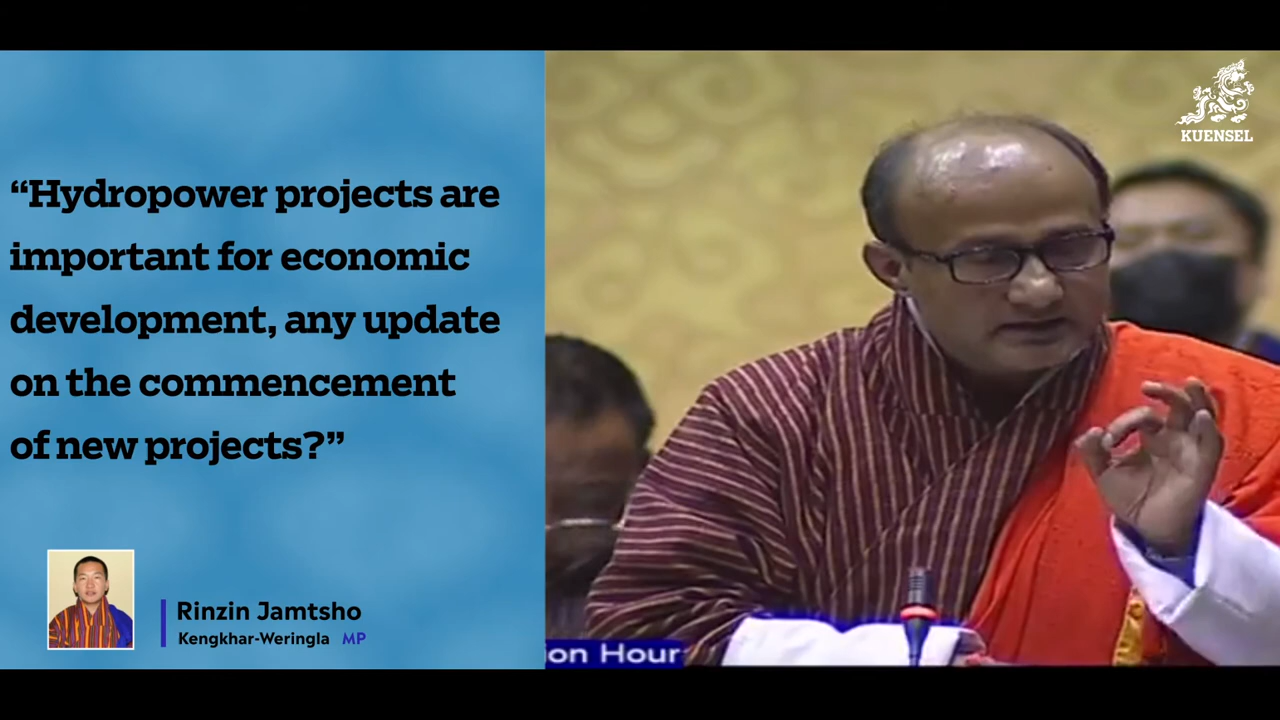 “Hydropower projects are
important for economic
development, any update
on the commencement
of new projects?”
Rinzin Jamtsho
Kengkhar-Weringla MP
KUENSEL
ion Hour